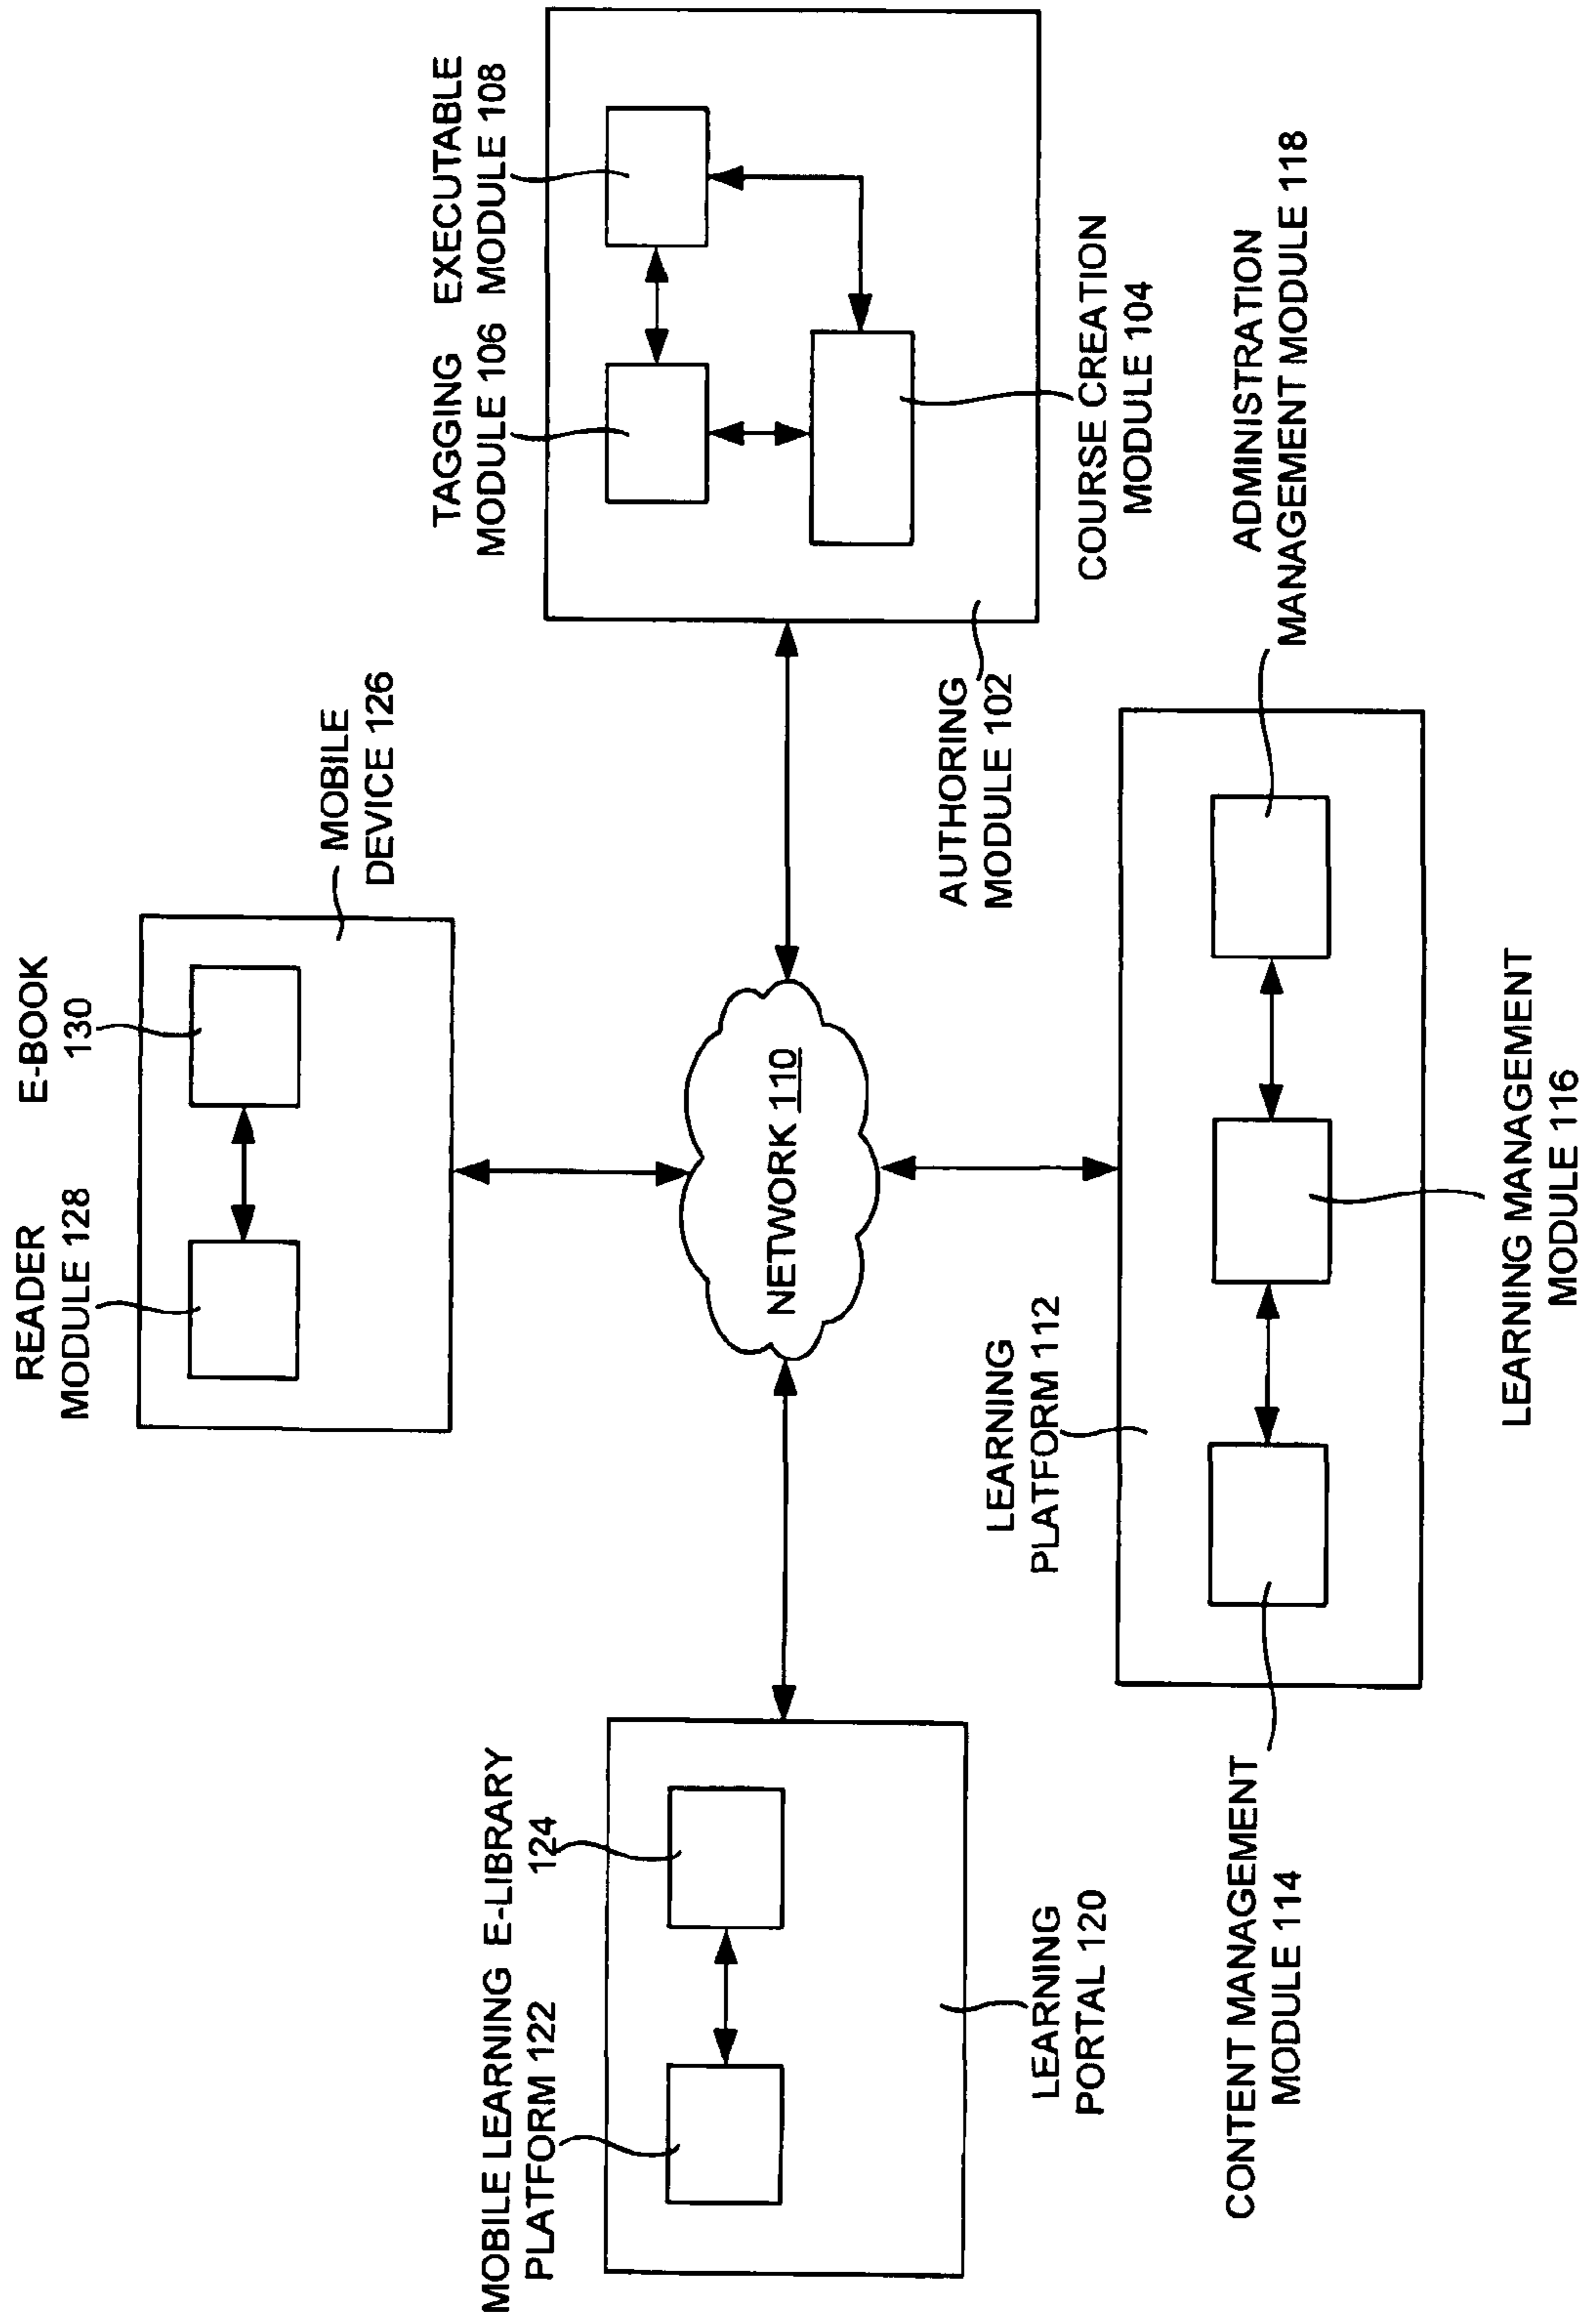 READER
MODULE 128
E-BOOK
130
MOBILE
DEVICE 126
MOBILE LEARNING
PLATFORM 122
E-LIBRARY
124
TAGGING
MODULE 106
EXECUTABLE
MODULE 108
NETWORK 110
LEARNING
PORTAL 120
LEARNING
PLATFORM 112
AUTHORING
MODULE 102
COURSE CREATION
MODULE 104
CONTENT MANAGEMENT
MODULE 114
ADMINISTRATION
MANAGEMENT MODULE 118
LEARNING MANAGEMENT
MODULE 116